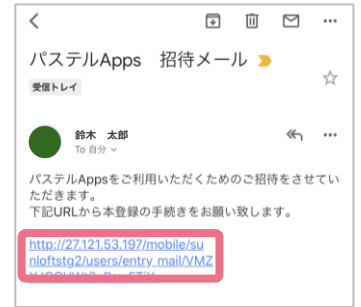 パステルApps　招待メール
受信トレイ
鈴木　太郎
To 自分
パステルAppsをご利用いただくためのご招待をさせてい
ただきます。
下記URLから本登録の手続きをお願い致します。
http://27.121.53.197/mobile/su
nloftstg2/users/entry_mail/VMZ